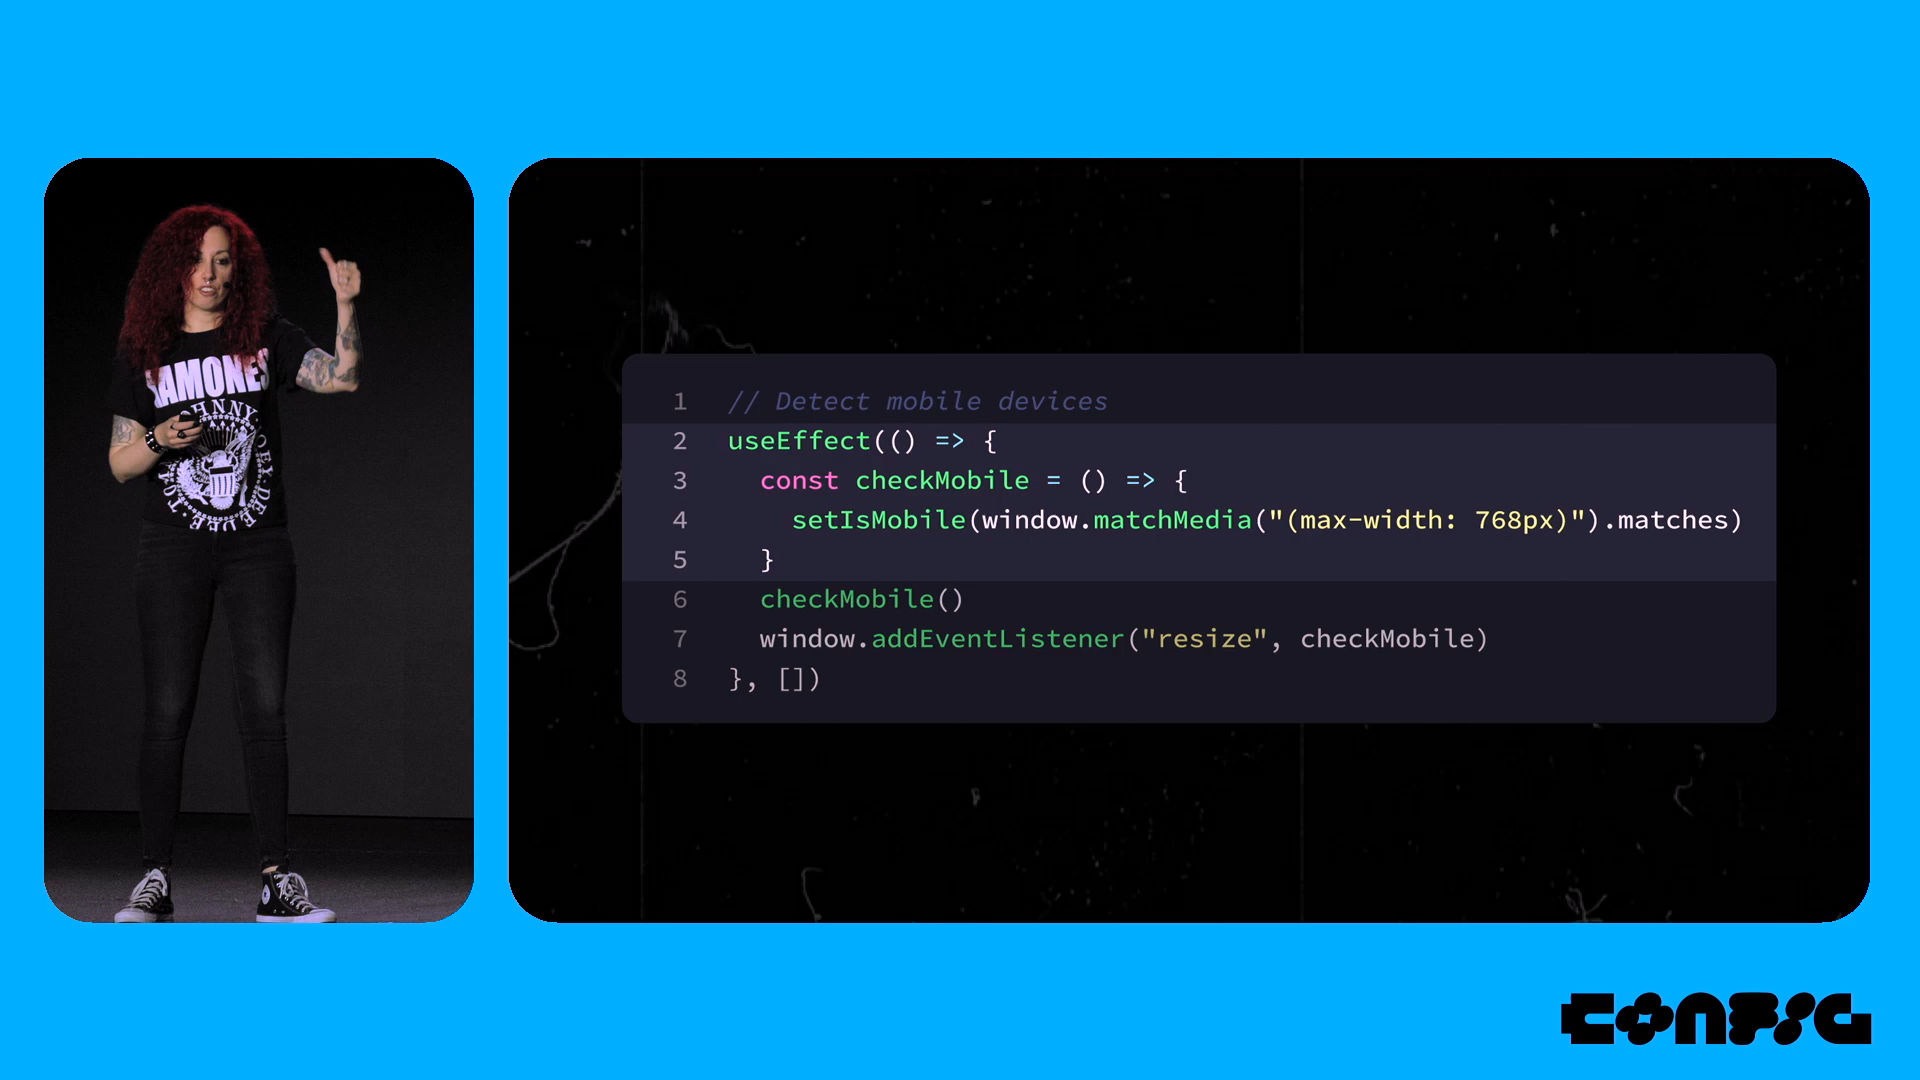 RAMONES
HNNY
1 // Detect mobile devices
2 useEffect(() => {
3   const checkMobile = () => {
4     setIsMobile(window.matchMedia("(max-width: 768px)").matches)
5   }
6   checkMobile()
7   window.addEventListener("resize", checkMobile)
8 }, [])
CONFIG